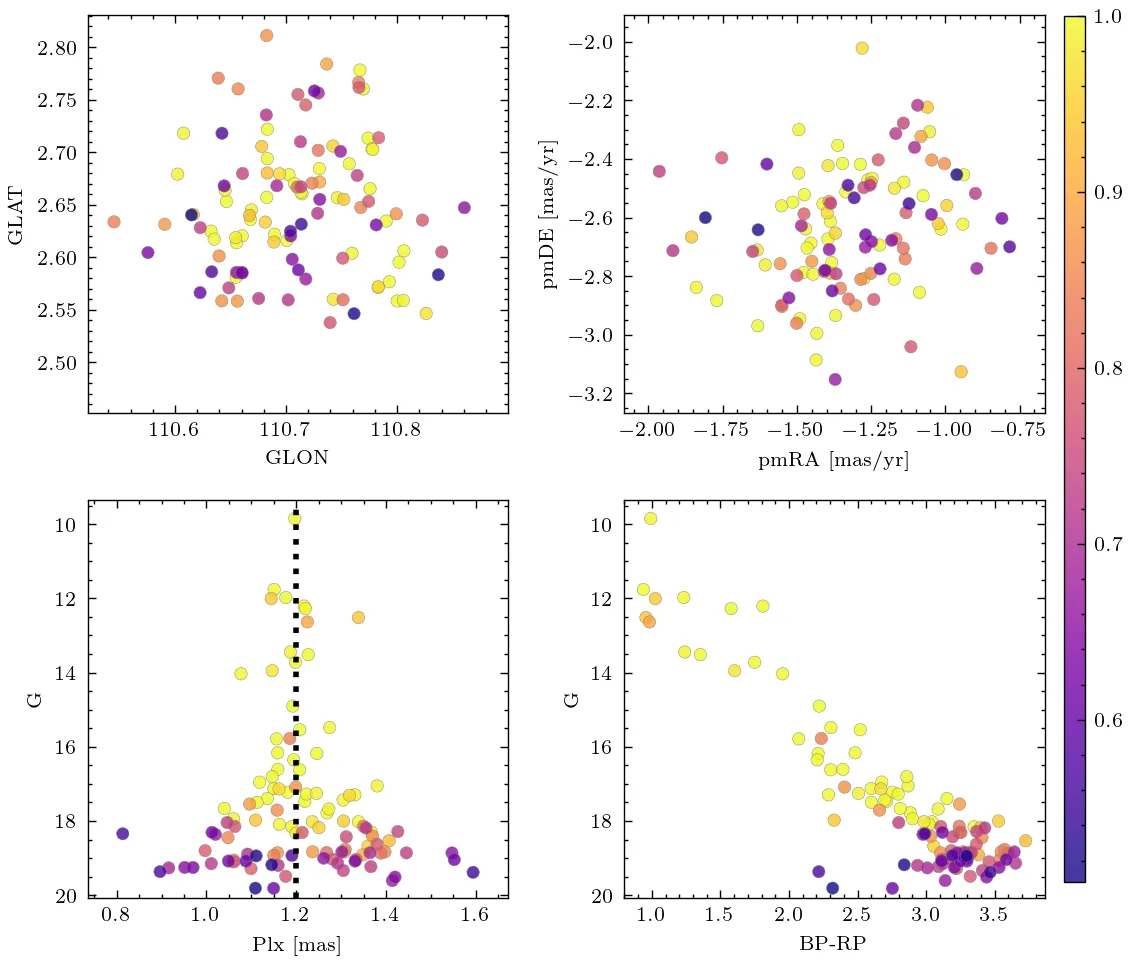 2.80
2.75
2.70
2.65
2.60
2.55
2.50
GLAT
110.6 110.7 110.8
GLON
−2.0
−2.2
−2.4
−2.6
−2.8
−3.0
−3.2
pmDE [mas/yr]
−2.00 −1.75 −1.50 −1.25 −1.00 −0.75
pmRA [mas/yr]
1.0
0.9
0.8
0.7
0.6
10
12
14
16
18
20
G
0.8 1.0 1.2 1.4 1.6
Plx [mas]
10
12
14
16
18
20
G
1.0 1.5 2.0 2.5 3.0 3.5
BP-RP